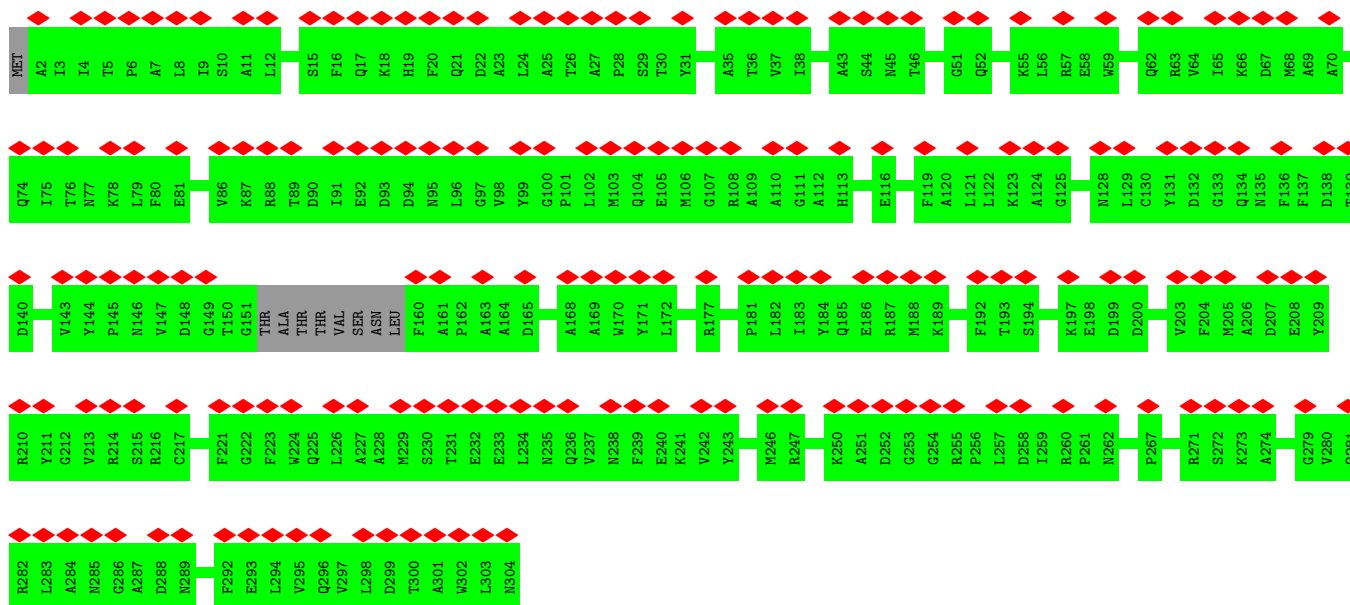 MET A2 I3 I4 T5 P6 A7 L8 I9 S10 A11 L12 S15 F16 Q17 K18 H19 F20 Q21 D22 A23 L24 A25 T26 A27 P28 S29 T30 Y31 A35 T36 V37 I38 A43 S44 N45 T46 G51 Q52 K55 L56 R57 E58 W59 Q62 R63 V64 I65 K66 D67 M68 A69 A70
Q74 I75 T76 N77 K78 L79 F80 E81 V86 K87 R88 T89 D90 I91 E92 D93 D94 N95 L96 G97 V98 Y99 G100 P101 L102 M103 Q104 E105 M106 G107 R108 A109 A110 G111 A112 H113 E116 F119 A120 L121 L122 K123 A124 G125 N128 L129 C130 Y131 D132 G133 Q134 N135 F136 F137 D138 T139
D140 V143 Y144 P145 N146 V147 D148 G149 T150 G151 THR ALA THR THR VAL SER ASN LEU F160 A161 P162 A163 A164 D165 A168 A169 W170 Y171 L172 R177 P181 L182 I183 Y184 Q185 E186 R187 M188 K189 F192 T193 S194 K197 E198 D199 D200 V203 F204 M205 A206 D207 E208 Y209
R210 Y211 G212 V213 R214 S215 R216 C217 F221 G222 F223 W224 Q225 L226 A227 A228 M229 S230 T231 E232 E233 L234 N235 Q236 V237 N238 F239 E240 K241 V242 Y243 M246 R247 K250 A251 D252 G253 G254 R255 P256 L257 D258 I259 R260 P261 N262 P267 R271 S272 K273 A274 G279 V280
R282 L283 A284 N285 G286 A287 D288 N289 F292 E293 L294 V295 Q296 V297 L298 D299 T300 A301 W302 L303 N304